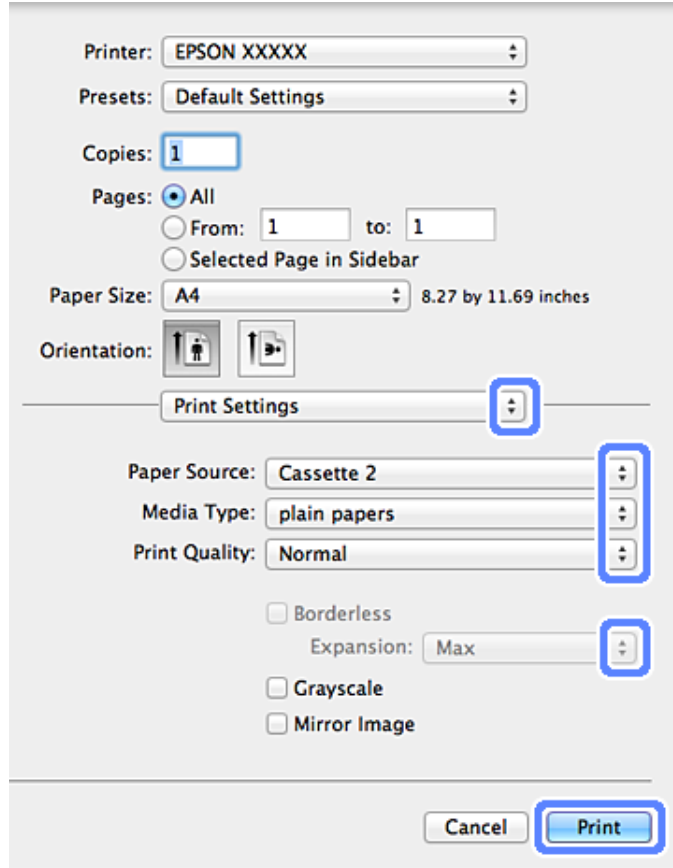 Printer: EPSON XXXXX
Presets: Default Settings
Copies: 1
Pages: All
From: 1 to: 1
Selected Page in Sidebar
Paper Size: A4 8.27 by 11.69 inches
Orientation:
Print Settings
Paper Source: Cassette 2
Media Type: plain papers
Print Quality: Normal
Borderless
Expansion: Max
Grayscale
Mirror Image
Cancel Print